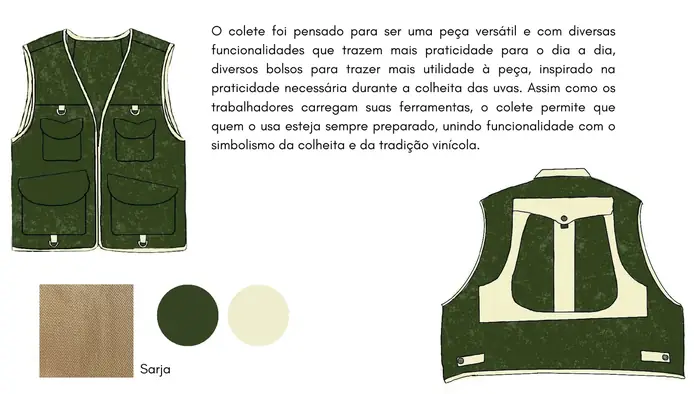 O colete foi pensado para ser uma peça versátil e com diversas
funcionalidades que trazem mais praticidade para o dia a dia,
diversos bolsos para trazer mais utilidade à peça, inspirado na
praticidade necessária durante a colheita das uvas. Assim como os
trabalhadores carregam suas ferramentas, o colete permite que
quem o usa esteja sempre preparado, unindo funcionalidade com o
simbolismo da colheita e da tradição vinícola.
Sarja